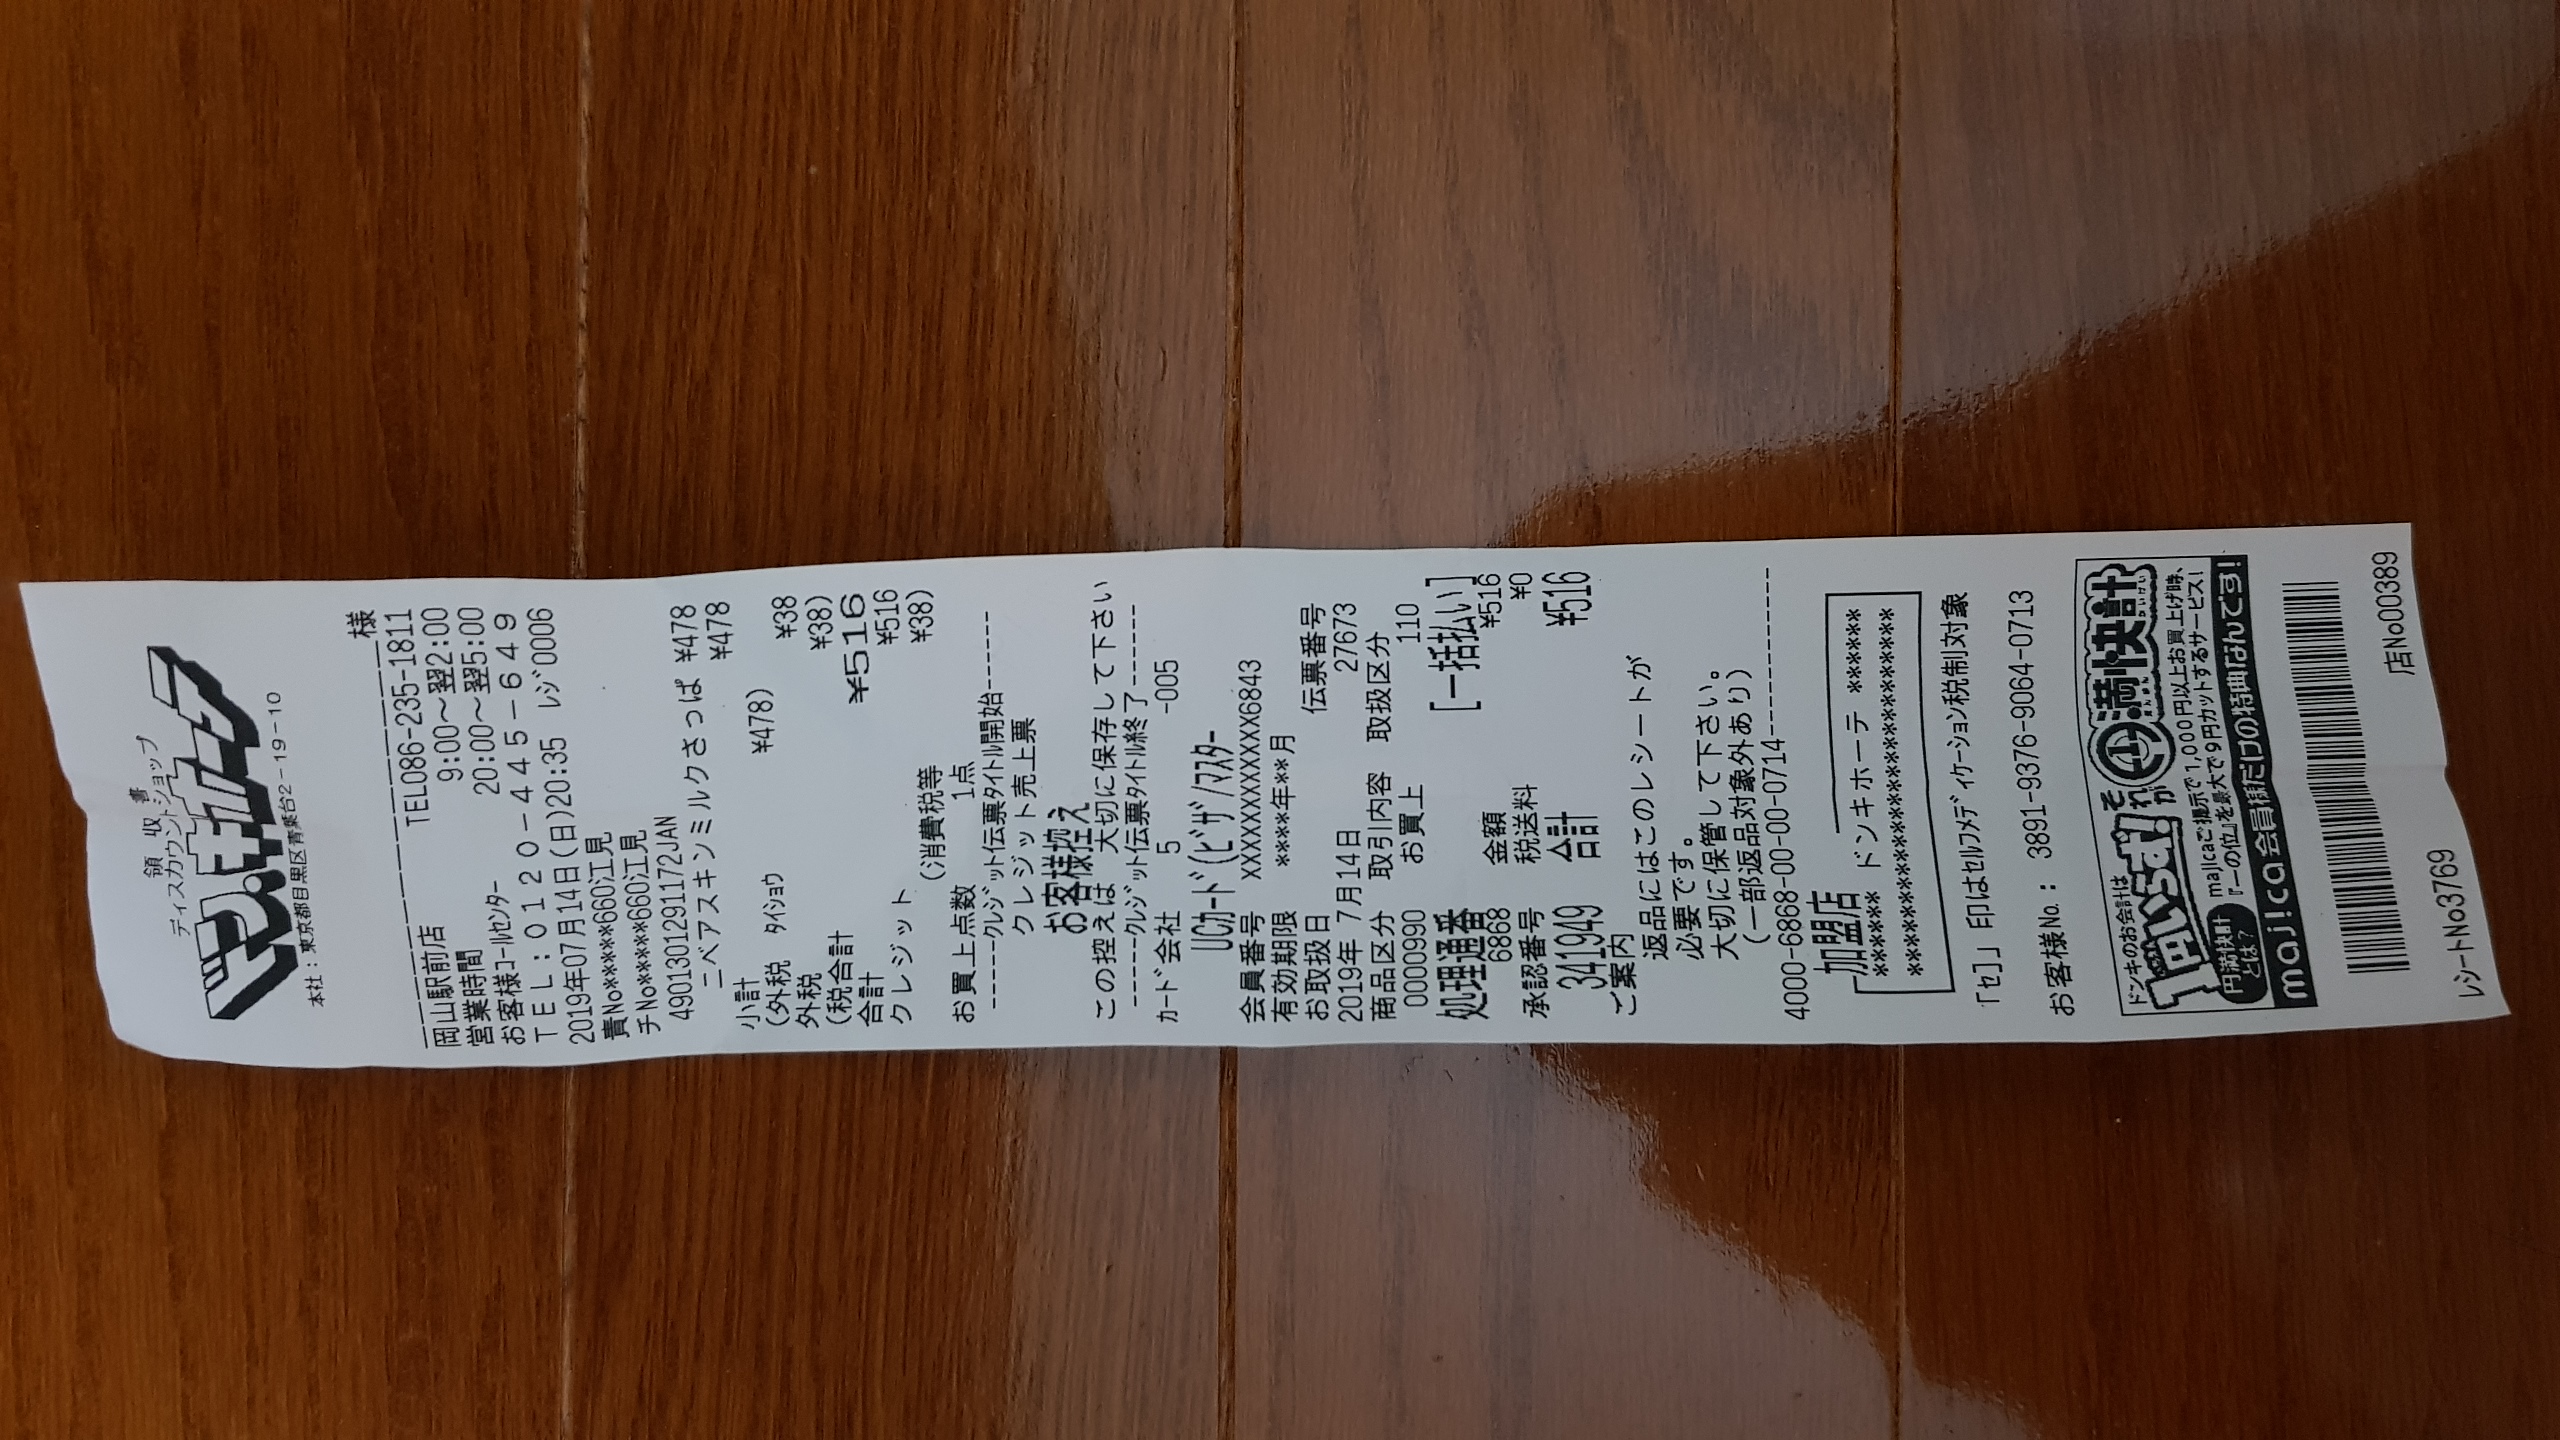 領収書
ディスカウントショップ
ドン.キホーテ
本社：東京都目黒区青葉台2-19-10
様
岡山駅前店 TEL086-235-1811
営業時間 9:00～翌2:00
お客様ｺｰﾙｾﾝﾀｰ 20:00～翌5:00
ＴＥＬ：０１２０－４４５－６４９
2019年07月14日(日)20:35 ﾚｼﾞ0006
責No*****660江見
チNo*****660江見
4901301291172JAN
ニベアスキンミルクさっぱ ¥478
小計 ¥478
(外税 ﾀｲｼｮｳ ¥478)
外税 ¥38
(税合計 ¥38)
合計 ¥516
クレジット ¥516
(消費税等 ¥38)
お買上点数 1点
-----ｸﾚｼﾞｯﾄ伝票ﾀｲﾄﾙ開始------
クレジット売上票
お客様控え
この控えは 大切に保存して下さい
-----ｸﾚｼﾞｯﾄ伝票ﾀｲﾄﾙ終了------
ｶｰﾄﾞ会社 5 -005
UCｶｰﾄﾞ(ﾋﾞｻﾞ/ﾏｽﾀｰ
会員番号 XXXXXXXXXXXX6843
有効期限 ****年**月
お取扱日 伝票番号
2019年 7月14日 27673
商品区分 取引内容 取扱区分
0000990 お買上 110
処理通番 [一括払い]
6868 金額 ¥516
承認番号 税送料 ¥0
341949 合計 ¥516
ご案内
返品にはこのレシートが
必要です。
大切に保管して下さい。
(一部返品対象外あり)
4000-6868-00-00-0714------------
加盟店
****** ドンキホーテ ******
**************************
「ｾ]」印はｾﾙﾌﾒﾃﾞｨｹｰｼｮﾝ税制対象
お客様No.： 3891-9376-9064-0713
ドンキのお会計は
1円いらず! それが 円満快計
えんまんかいけい
円満快計とは？
majicaご提示で1,000円以上お買上げ時、
『一の位』を最大で9円カットするサービス!
maj!ca会員様だけの特典なんです!
店No00389
ﾚｼｰﾄNo3769